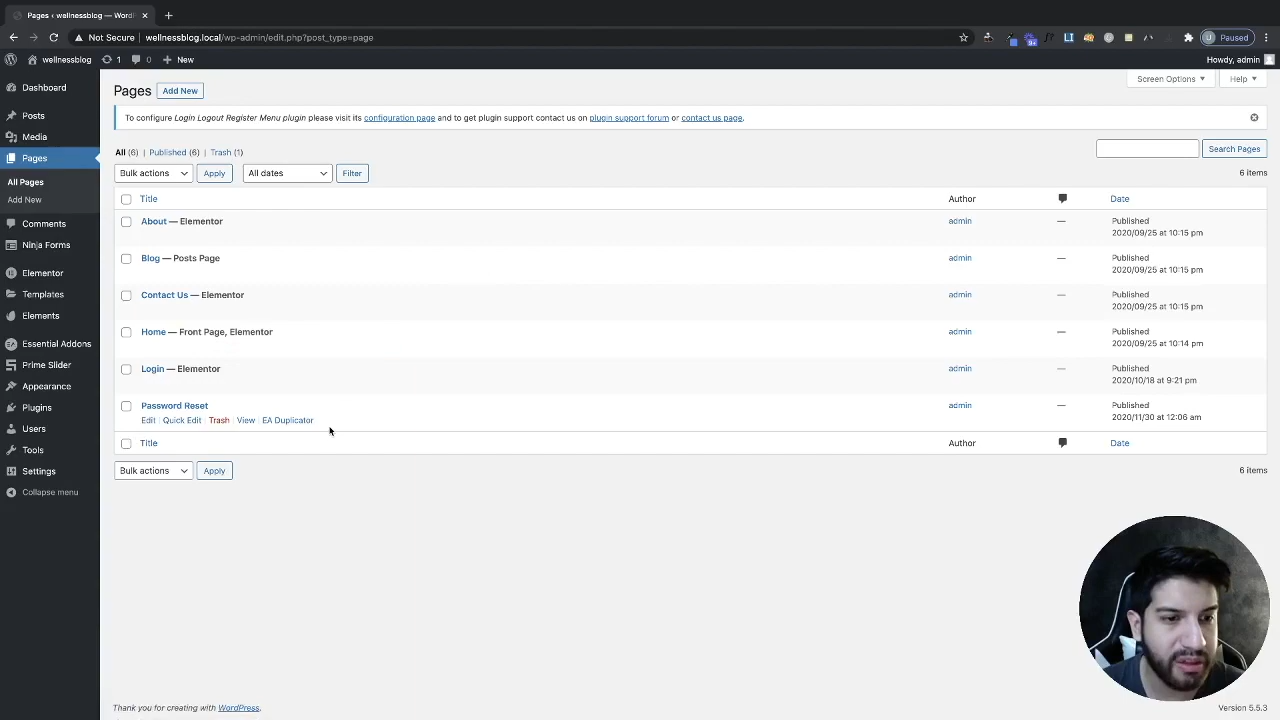 Pages ‹ wellnessblog — WordP
Not Secure | wellnessblog.local/wp-admin/edit.php?post_type=page
9+
LI
Paused
wellnessblog 1 0 + New Howdy, admin
Dashboard
Posts
Media
Pages
All Pages
Add New
Comments
Ninja Forms
Elementor
Templates
Elements
EA Essential Addons
Prime Slider
Appearance
Plugins
Users
Tools
Settings
Collapse menu
Screen Options Help
Pages Add New
To configure Login Logout Register Menu plugin please visit its configuration page and to get plugin support contact us on plugin support forum or contact us page.
All (6) | Published (6) | Trash (1)
Search Pages
Bulk actions Apply All dates Filter 6 items
Title Author Date
About — Elementor admin — Published
2020/09/25 at 10:15 pm
Blog — Posts Page admin — Published
2020/09/25 at 10:15 pm
Contact Us — Elementor admin — Published
2020/09/25 at 10:15 pm
Home — Front Page, Elementor admin — Published
2020/09/25 at 10:14 pm
Login — Elementor admin — Published
2020/10/18 at 9:21 pm
Password Reset admin — Published
Edit | Quick Edit | Trash | View | EA Duplicator 2020/11/30 at 12:06 am
Title Author Date
Bulk actions Apply 6 items
Thank you for creating with WordPress. Version 5.5.3